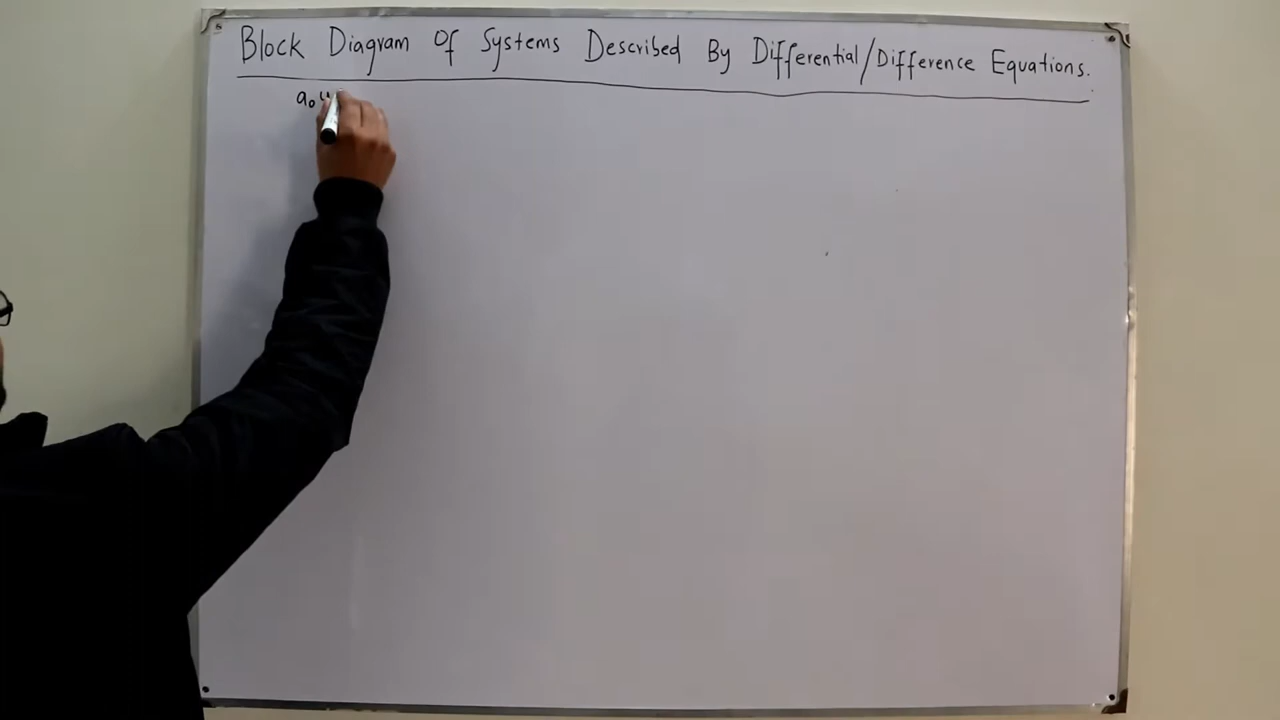 Block Diagram Of Systems Described By Differential/Difference Equations.
a₀